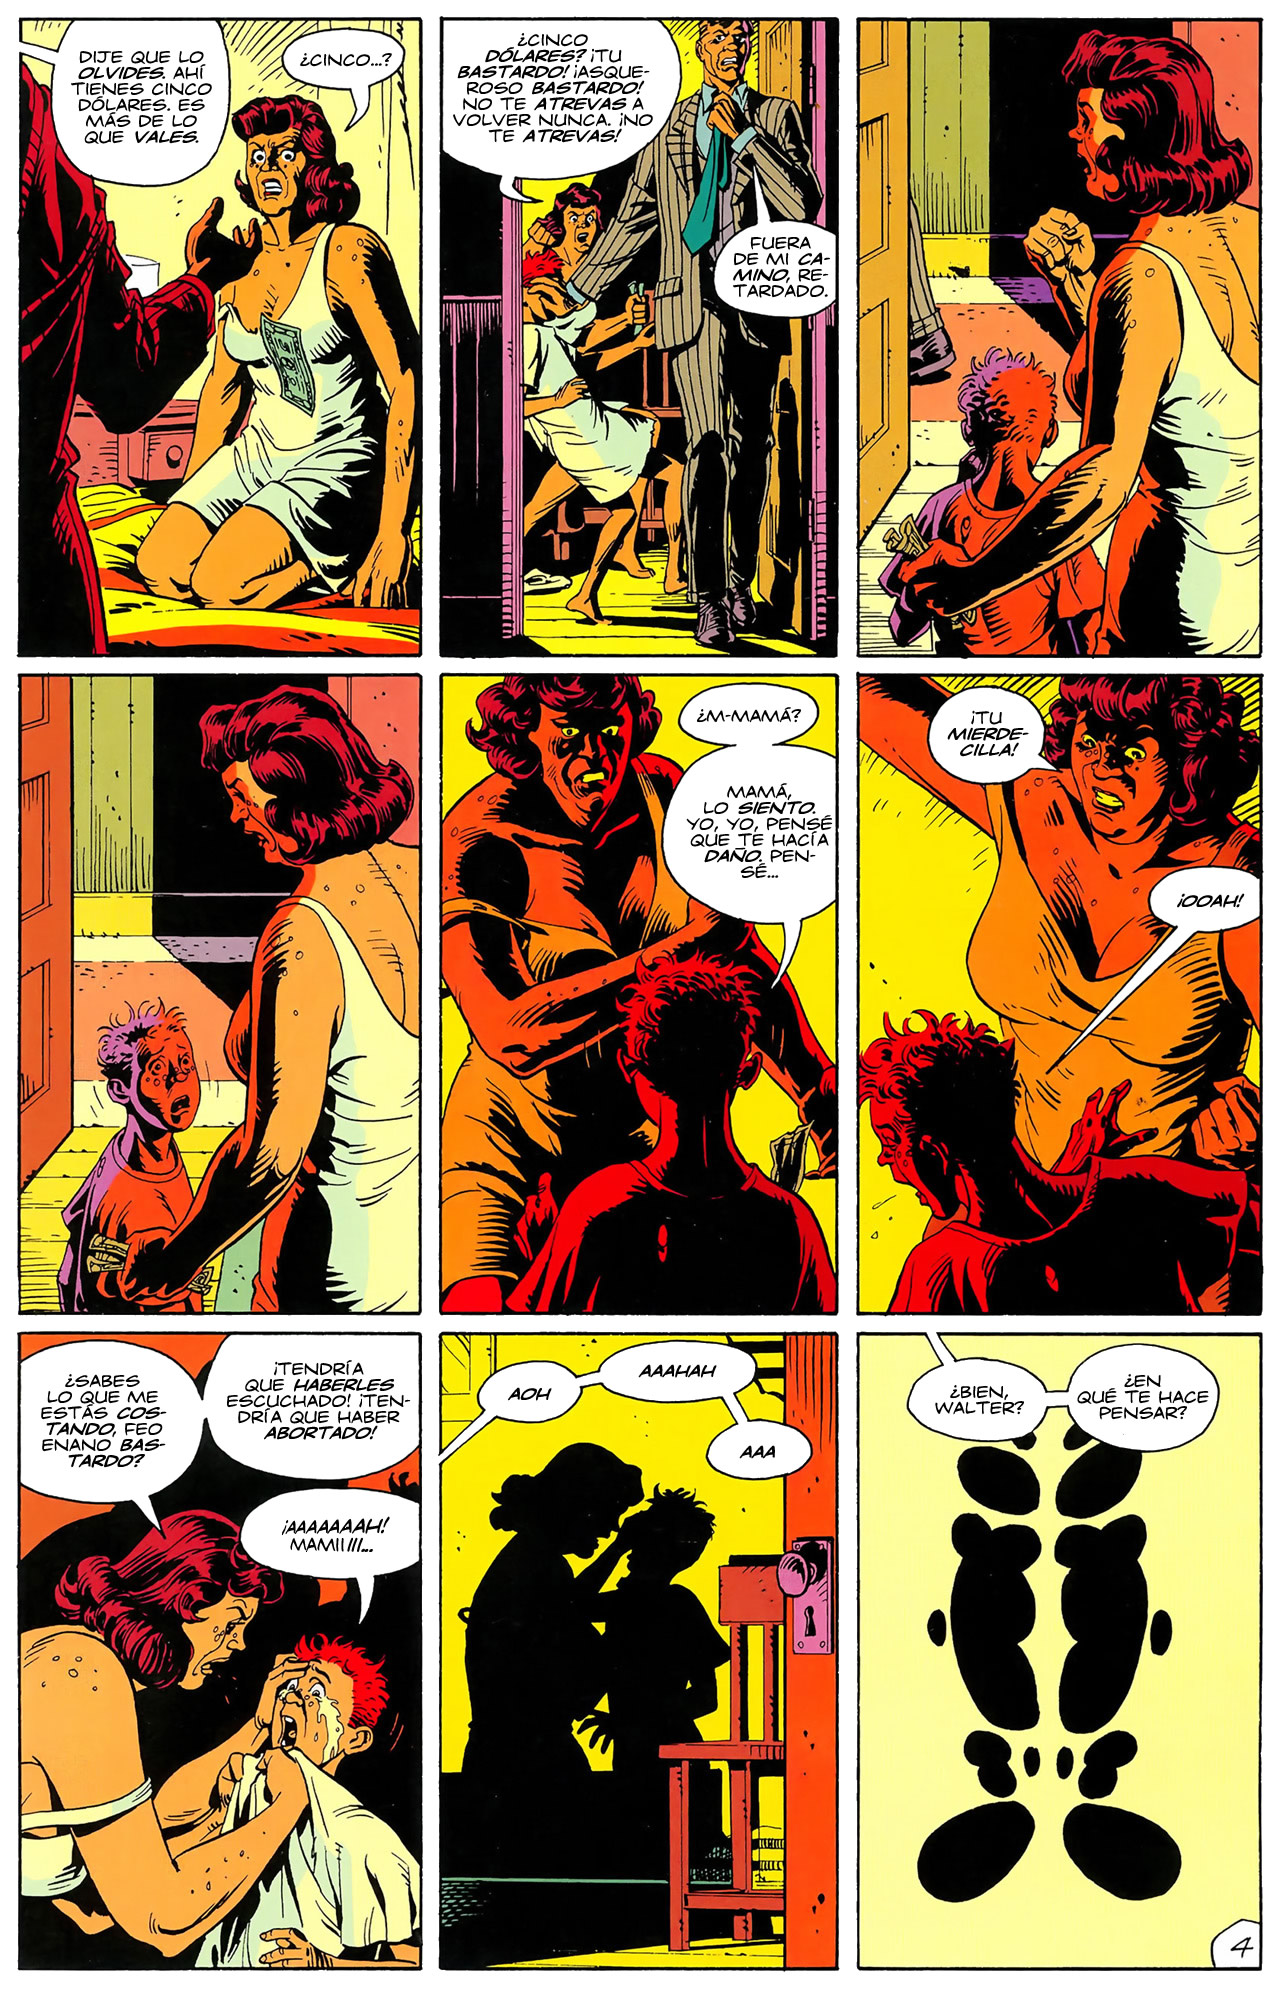 DIJE QUE LO
OLVIDES. AHÍ
TIENES CINCO
DÓLARES. ES
MÁS DE LO
QUE VALES.
¿CINCO...?
¿CINCO
DÓLARES? ¡TU
BASTARDO! ¡ASQUE-
ROSO BASTARDO!
NO TE ATREVAS A
VOLVER NUNCA. ¡NO
TE ATREVAS!
FUERA
DE MI CA-
MINO, RE-
TARDADO.
¿M-MAMÁ?
MAMÁ,
LO SIENTO.
YO, YO, PENSÉ
QUE TE HACÍA
DAÑO. PEN-
SÉ...
¡TU
MIERDE-
CILLA!
¡OOAH!
¿SABES
LO QUE ME
ESTÁS COS-
TANDO, FEO
ENANO BAS-
TARDO?
¡TENDRÍA
QUE HABERLES
ESCUCHADO! ¡TEN-
DRÍA QUE HABER
ABORTADO!
¡AAAAAAAH!
MAMIIIII...
AOH
AAAHAH
AAA
¿BIEN,
WALTER?
¿EN
QUÉ TE HACE
PENSAR?
4